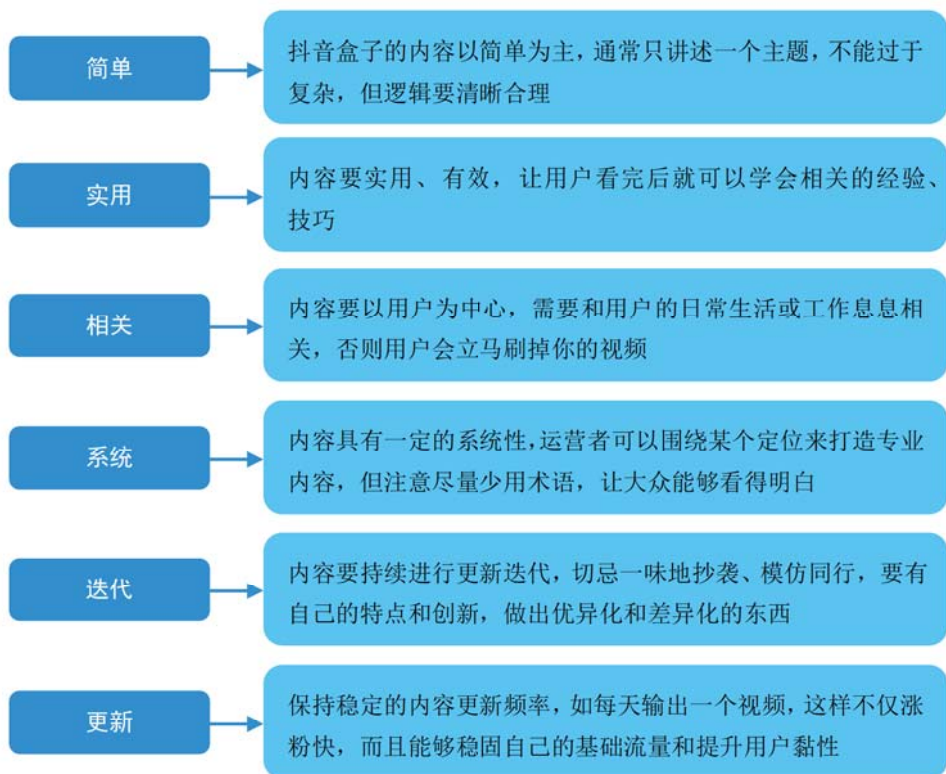 简单
抖音盒子的内容以简单为主，通常只讲述一个主题，不能过于
复杂，但逻辑要清晰合理
实用
内容要实用、有效，让用户看完后就可以学会相关的经验、
技巧
相关
内容要以用户为中心，需要和用户的日常生活或工作息息相
关，否则用户会立马刷掉你的视频
系统
内容具有一定的系统性，运营者可以围绕某个定位来打造专业
内容，但注意尽量少用术语，让大众能够看得明白
迭代
内容要持续进行更新迭代，切忌一味地抄袭、模仿同行，要有
自己的特点和创新，做出优异化和差异化的东西
更新
保持稳定的内容更新频率，如每天输出一个视频，这样不仅涨
粉快，而且能够稳固自己的基础流量和提升用户黏性